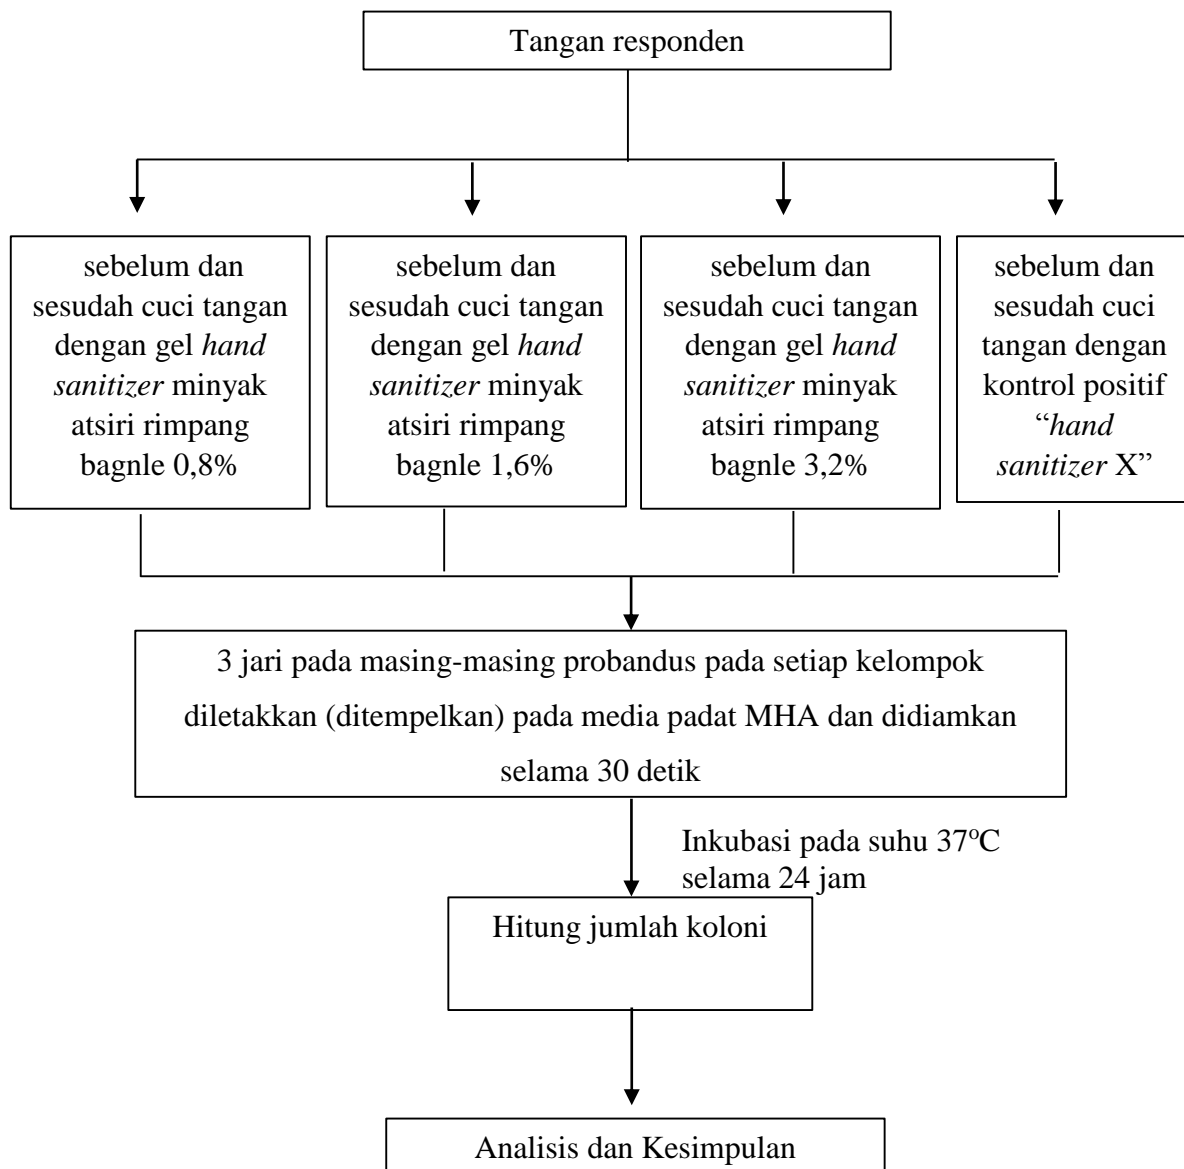 Tangan responden
sebelum dan
sesudah cuci tangan
dengan gel hand
sanitizer minyak
atsiri rimpang
bagnle 0,8%
sebelum dan
sesudah cuci tangan
dengan gel hand
sanitizer minyak
atsiri rimpang
bagnle 1,6%
sebelum dan
sesudah cuci tangan
dengan gel hand
sanitizer minyak
atsiri rimpang
bagnle 3,2%
sebelum dan
sesudah cuci
tangan dengan
kontrol positif
“hand
sanitizer X”
3 jari pada masing-masing probandus pada setiap kelompok
diletakkan (ditempelkan) pada media padat MHA dan didiamkan
selama 30 detik
Inkubasi pada suhu 37°C
selama 24 jam
Hitung jumlah koloni
Analisis dan Kesimpulan